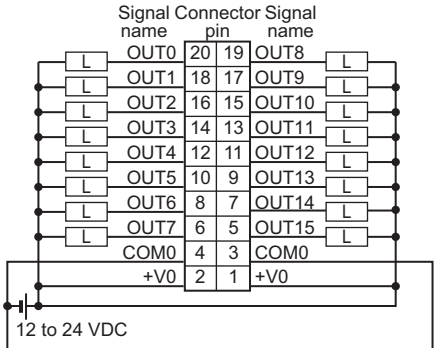 Signal Connector Signal
name pin name
L OUT0 20 19 OUT8 L
L OUT1 18 17 OUT9 L
L OUT2 16 15 OUT10 L
L OUT3 14 13 OUT11 L
L OUT4 12 11 OUT12 L
L OUT5 10 9 OUT13 L
L OUT6 8 7 OUT14 L
L OUT7 6 5 OUT15 L
COM0 4 3 COM0
+V0 2 1 +V0
12 to 24 VDC